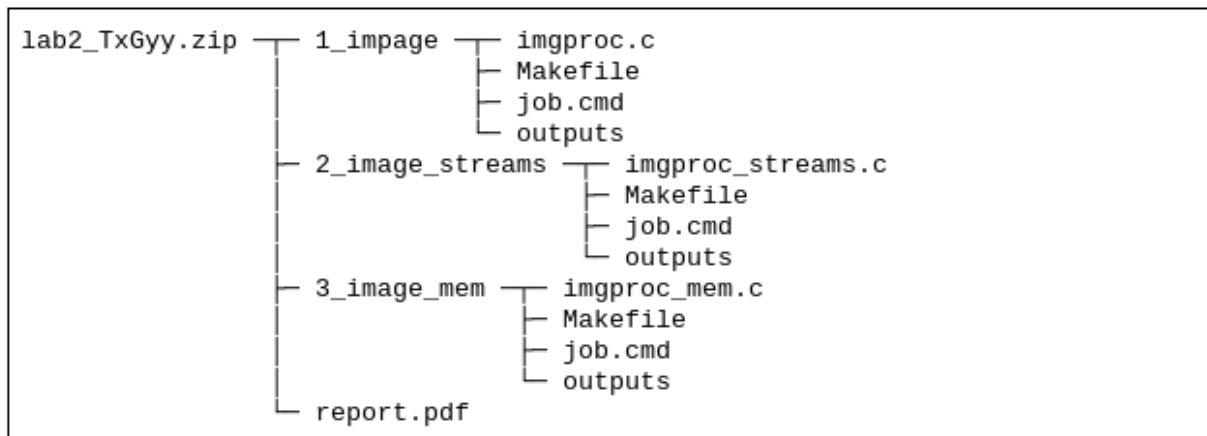 lab2_TxGyy.zip ─┬─ 1_impage ─┬─ imgproc.c
├─ Makefile
├─ job.cmd
└─ outputs
├─ 2_image_streams ─┬─ imgproc_streams.c
├─ Makefile
├─ job.cmd
└─ outputs
├─ 3_image_mem ─┬─ imgproc_mem.c
├─ Makefile
├─ job.cmd
└─ outputs
└─ report.pdf